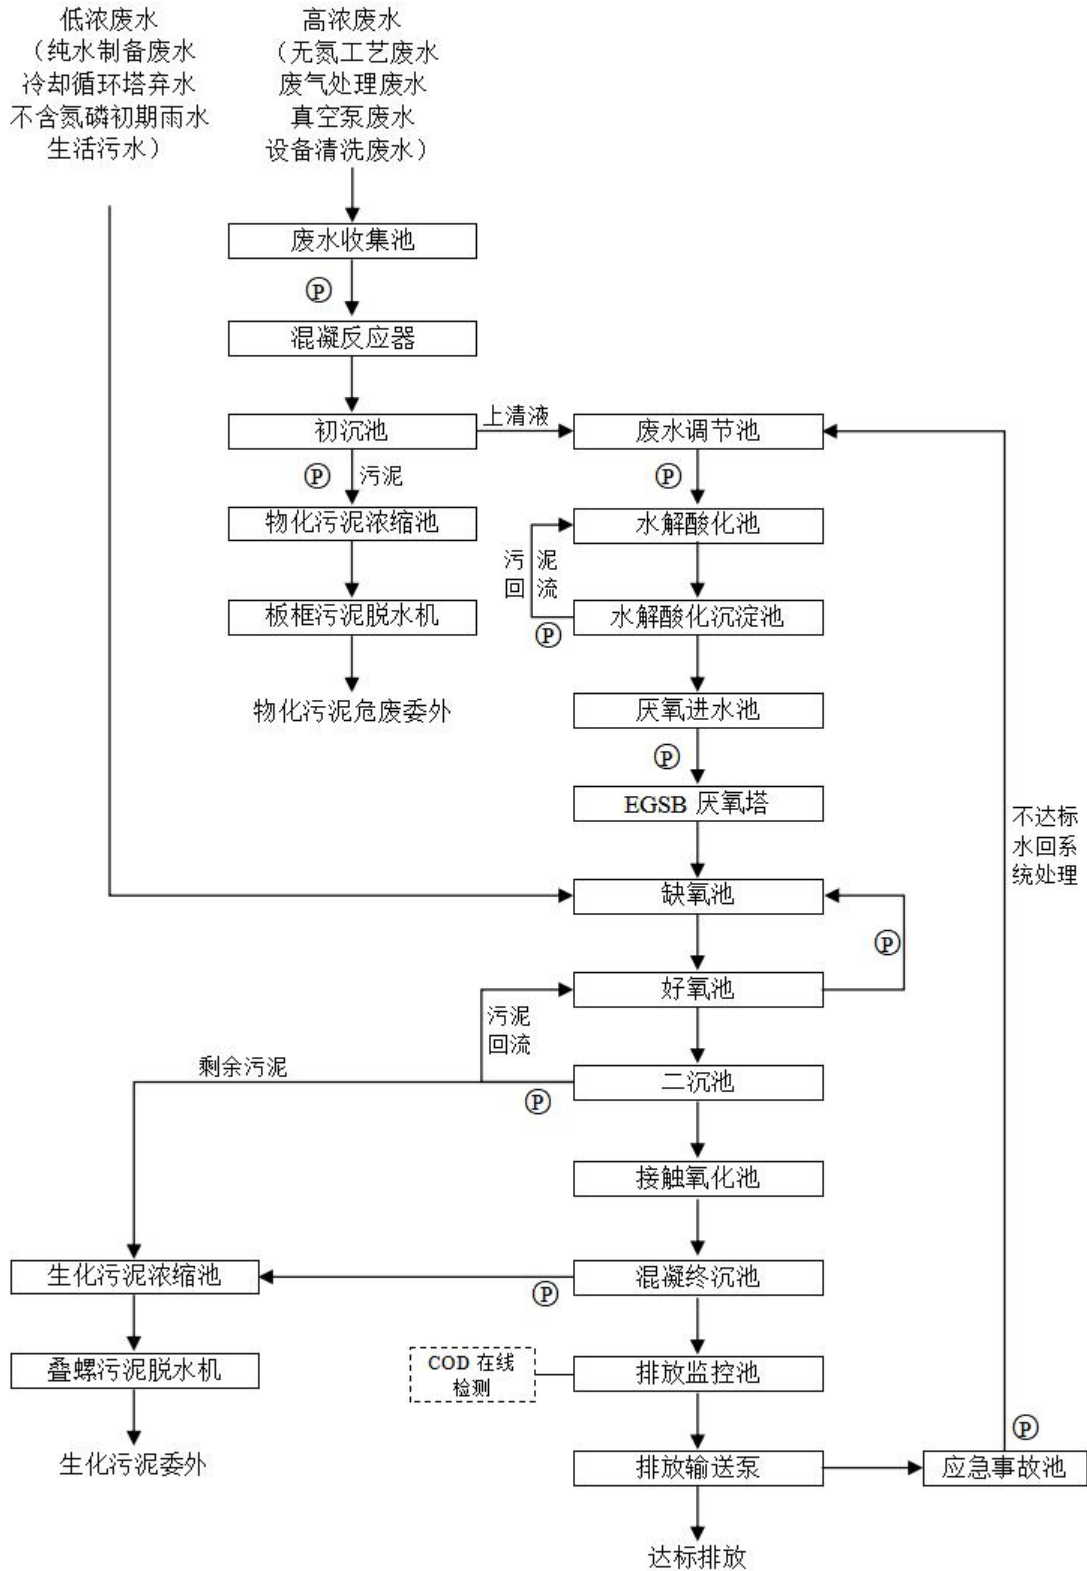 低浓废水
（纯水制备废水
冷却循环塔弃水
不含氮磷初期雨水
生活污水）
高浓废水
（无氮工艺废水
废气处理废水
真空泵废水
设备清洗废水）
废水收集池
P
混凝反应器
初沉池
上清液
废水调节池
P
污泥
P
物化污泥浓缩池
水解酸化池
污泥
回流
板框污泥脱水机
水解酸化沉淀池
P
物化污泥危废委外
厌氧进水池
P
EGSB 厌氧塔
不达标
水回系
统处理
缺氧池
P
好氧池
污泥
回流
剩余污泥
二沉池
P
接触氧化池
生化污泥浓缩池
混凝终沉池
P
叠螺污泥脱水机
COD 在线
检测
排放监控池
P
生化污泥委外
排放输送泵
应急事故池
达标排放